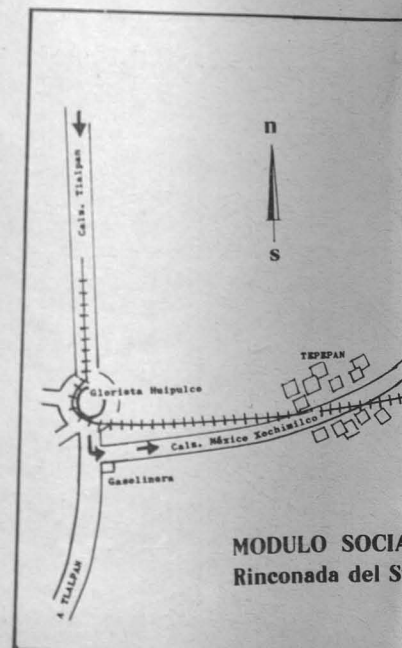 n
s
Calz. Tlalpan
TEPEPAN
Glorieta Huipulco
Calz. México Xochimilco
Gasolinera
A TLALPAN
MODULO SOCIA
Rinconada del S